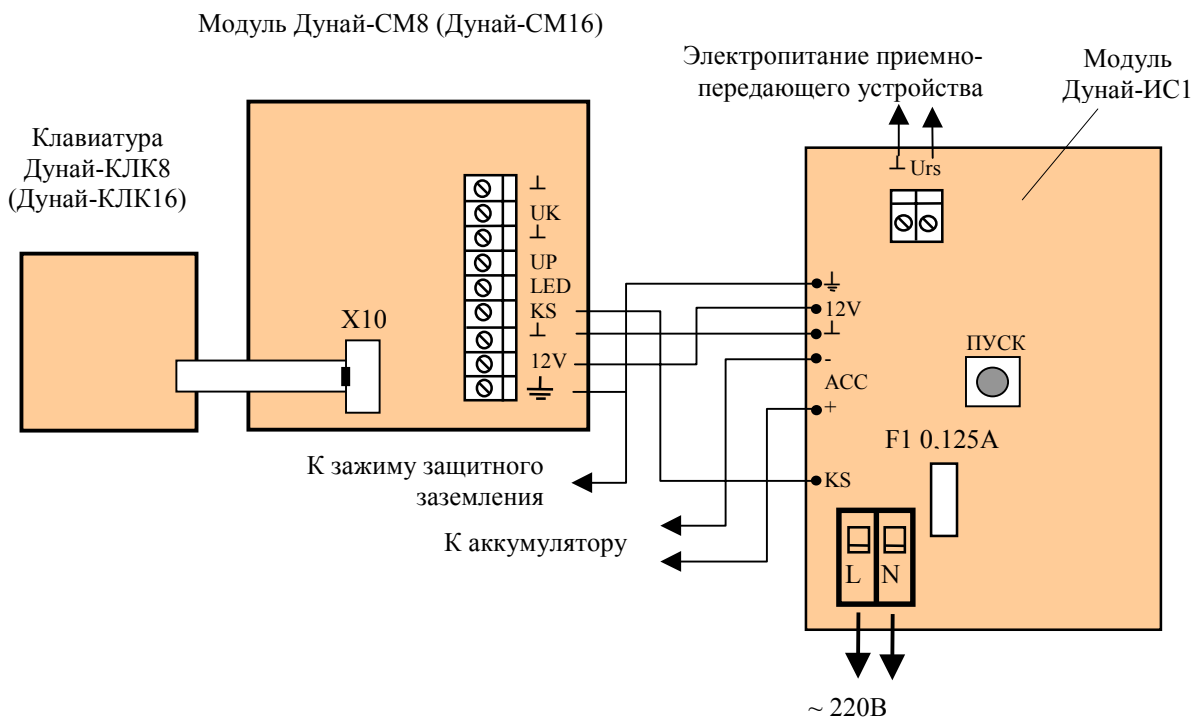 Модуль Дунай-СМ8 (Дунай-СМ16)
Электропитание приемно-
передающего устройства
Модуль
Дунай-ИС1
Клавиатура
Дунай-КЛК8
(Дунай-КЛК16)
⊥
UK
⊥
UP
LED
KS
⊥
12V
⏚
X10
⊥ Urs
⏚
12V
⊥
-
ACC
+
KS
ПУСК
F1 0,125A
L N
К зажиму защитного
заземления
К аккумулятору
~ 220В